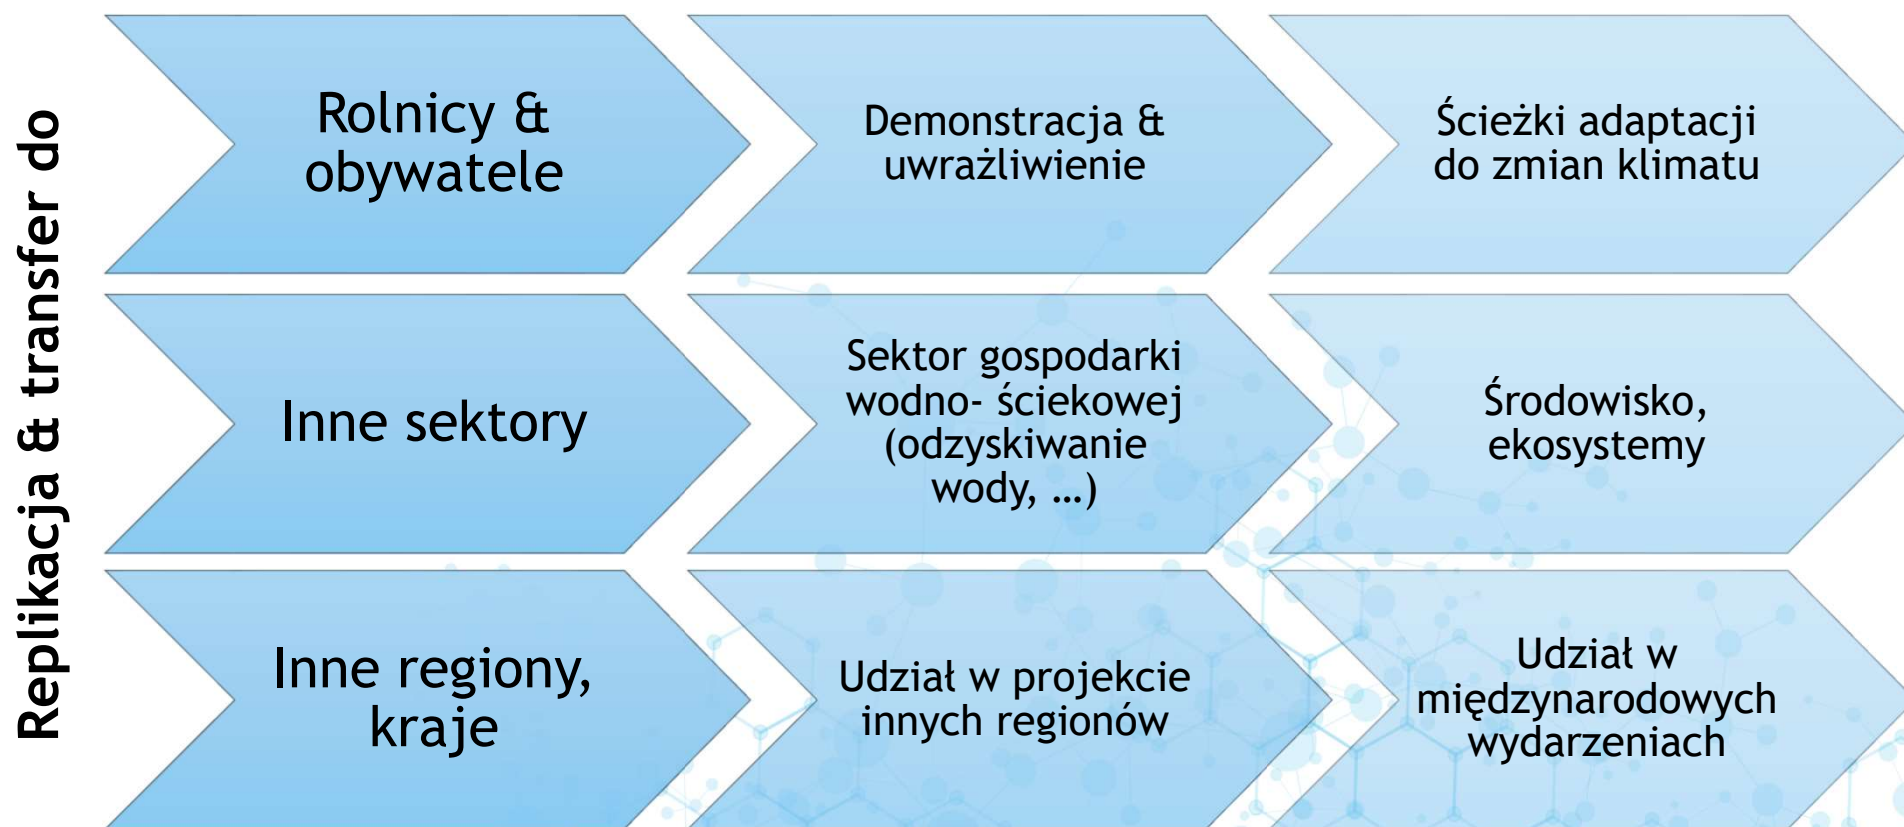 Replikacja & transfer do
Rolnicy &
obywatele
Demonstracja &
uwrażliwienie
Ścieżki adaptacji
do zmian klimatu
Inne sektory
Sektor gospodarki
wodno- ściekowej
(odzyskiwanie
wody, …)
Środowisko,
ekosystemy
Inne regiony,
kraje
Udział w projekcie
innych regionów
Udział w
międzynarodowych
wydarzeniach